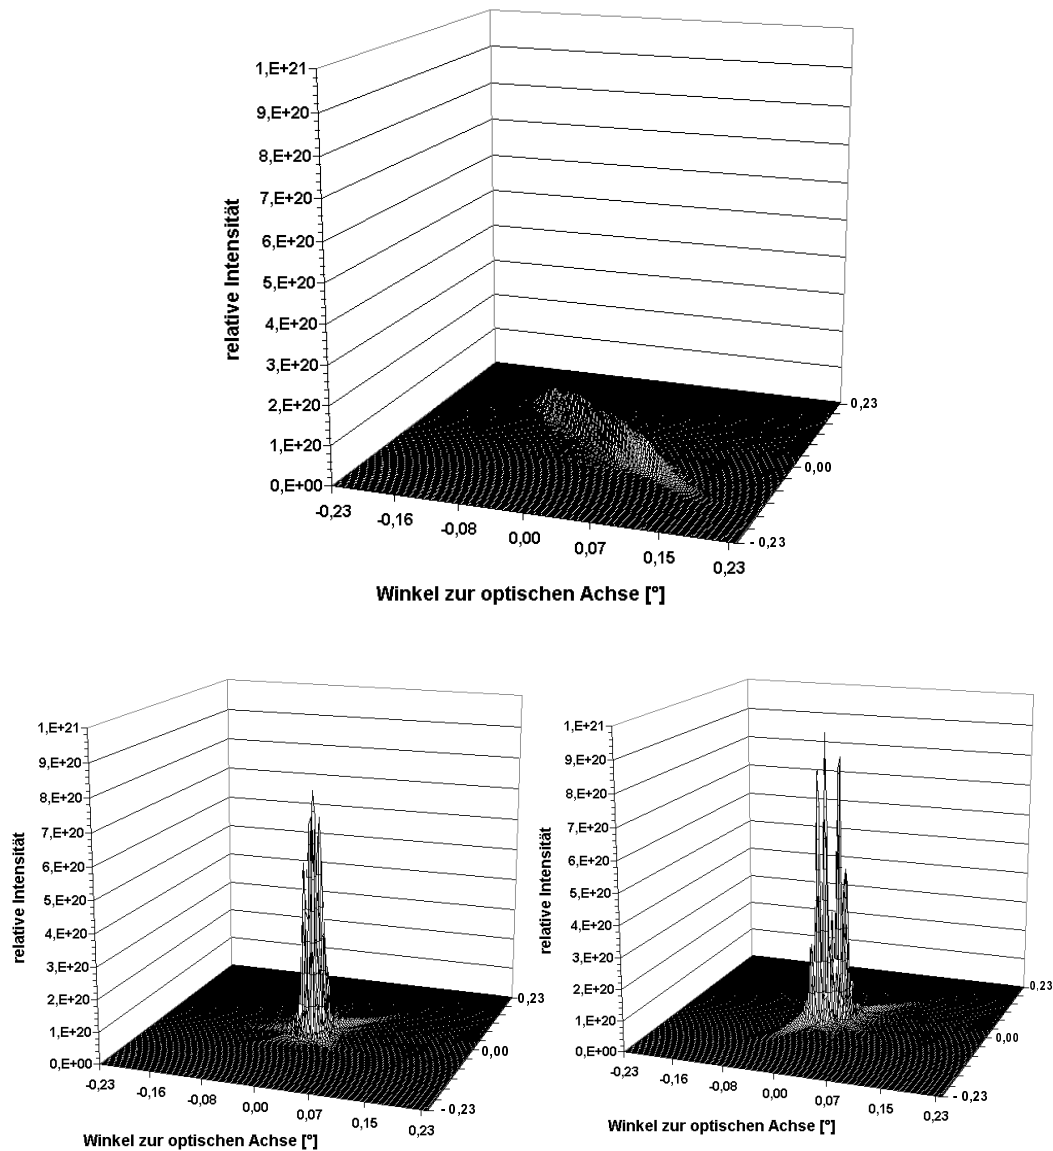 1,E+21
9,E+20
8,E+20
7,E+20
6,E+20
5,E+20
4,E+20
3,E+20
2,E+20
1,E+20
0,E+00
relative Intensität
-0,23
-0,16
-0,08
0,00
0,07
0,15
0,23
0,23
0,00
- 0,23
Winkel zur optischen Achse [°]
1,E+21
9,E+20
8,E+20
7,E+20
6,E+20
5,E+20
4,E+20
3,E+20
2,E+20
1,E+20
0,E+00
relative Intensität
-0,23
-0,16
-0,08
0,00
0,07
0,15
0,23
0,23
0,00
- 0,23
Winkel zur optischen Achse [°]
1,E+21
9,E+20
8,E+20
7,E+20
6,E+20
5,E+20
4,E+20
3,E+20
2,E+20
1,E+20
0,E+00
relative Intensität
-0,23
-0,16
-0,08
0,00
0,07
0,15
0,23
0,23
0,00
- 0,23
Winkel zur optischen Achse [°]